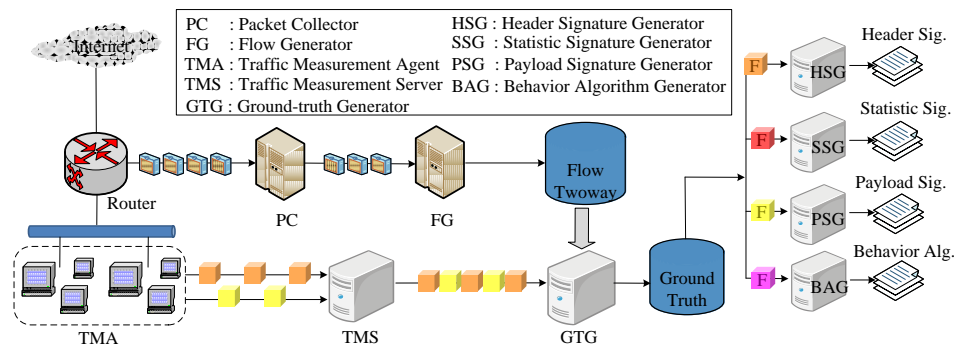 Internet
PC : Packet Collector
FG : Flow Generator
TMA : Traffic Measurement Agent
TMS : Traffic Measurement Server
GTG : Ground-truth Generator
HSG : Header Signature Generator
SSG : Statistic Signature Generator
PSG : Payload Signature Generator
BAG : Behavior Algorithm Generator
Router
PC
FG
Flow
Twoway
TMA
TMS
GTG
Ground
Truth
F
HSG
Header Sig.
F
SSG
Statistic Sig.
F
PSG
Payload Sig.
F
BAG
Behavior Alg.